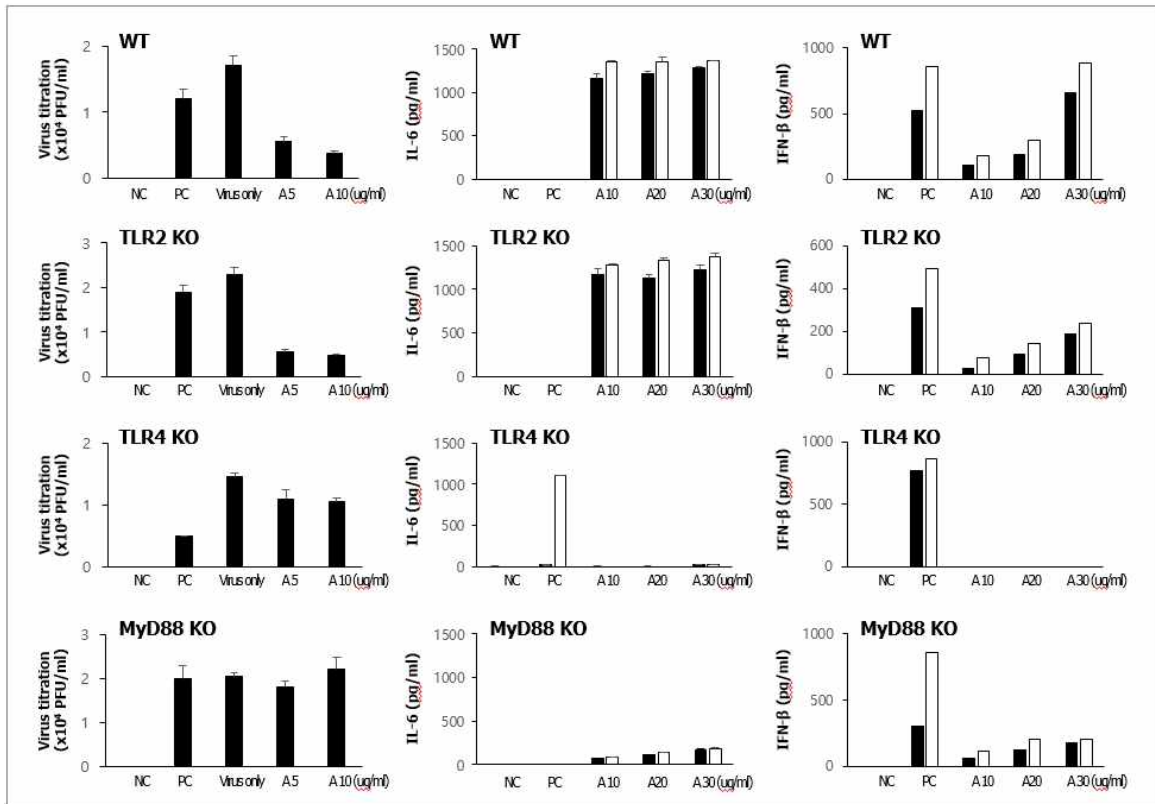 WT
Virus titration
(x10⁴ PFU/ml)
2
1
0
NC PC Virus only A5 A10 (ug/ml)
WT
IL-6 (pg/ml)
1500
1000
500
0
NC PC A10 A20 A30 (ug/ml)
WT
IFN-β (pg/ml)
1000
500
0
NC PC A10 A20 A30 (ug/ml)
TLR2 KO
Virus titration
(x10⁴ PFU/ml)
3
2
1
0
NC PC Virus only A5 A10 (ug/ml)
TLR2 KO
IL-6 (pg/ml)
1500
1000
500
0
NC PC A10 A20 A30 (ug/ml)
TLR2 KO
IFN-β (pg/ml)
600
400
200
0
NC PC A10 A20 A30 (ug/ml)
TLR4 KO
Virus titration
(x10⁴ PFU/ml)
2
1
0
NC PC Virus only A5 A10 (ug/ml)
TLR4 KO
IL-6 (pg/ml)
1500
1000
500
0
NC PC A10 A20 A30 (ug/ml)
TLR4 KO
IFN-β (pg/ml)
1000
500
0
NC PC A10 A20 A30 (ug/ml)
MyD88 KO
Virus titration
(x10⁴ PFU/ml)
3
2
1
0
NC PC Virus only A5 A10 (ug/ml)
MyD88 KO
IL-6 (pg/ml)
1500
1000
500
0
NC PC A10 A20 A30 (ug/ml)
MyD88 KO
IFN-β (pg/ml)
1000
500
0
NC PC A10 A20 A30 (ug/ml)